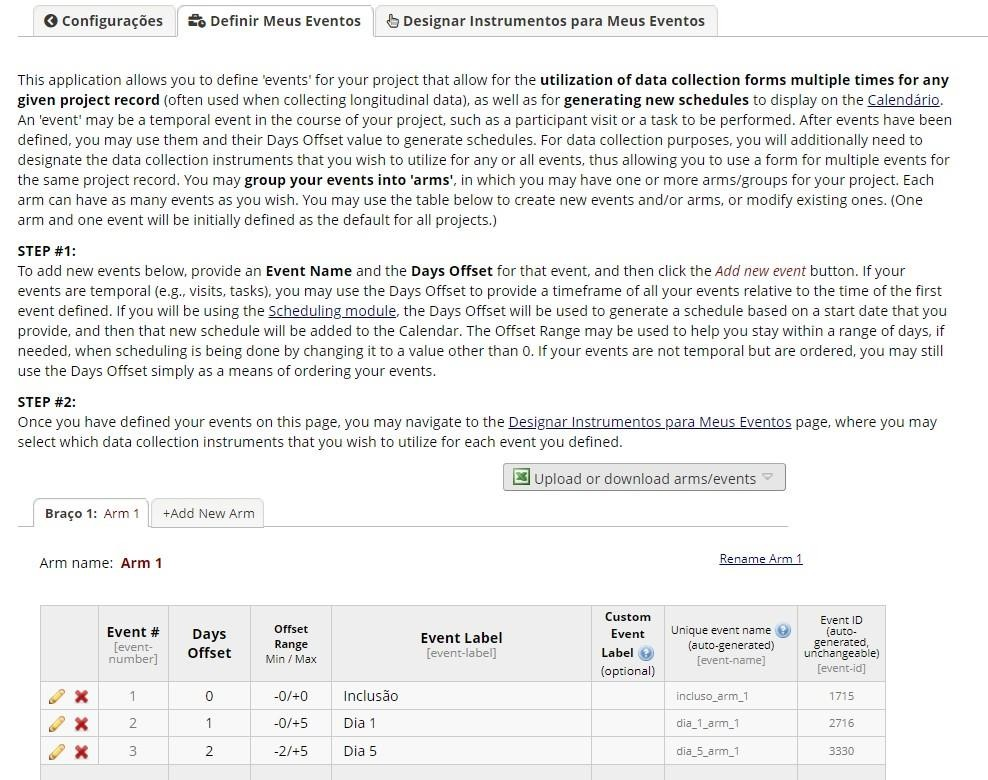 Configurações Definir Meus Eventos Designar Instrumentos para Meus Eventos
This application allows you to define 'events' for your project that allow for the utilization of data collection forms multiple times for any
given project record (often used when collecting longitudinal data), as well as for generating new schedules to display on the Calendário.
An 'event' may be a temporal event in the course of your project, such as a participant visit or a task to be performed. After events have been
defined, you may use them and their Days Offset value to generate schedules. For data collection purposes, you will additionally need to
designate the data collection instruments that you wish to utilize for any or all events, thus allowing you to use a form for multiple events for
the same project record. You may group your events into 'arms', in which you may have one or more arms/groups for your project. Each
arm can have as many events as you wish. You may use the table below to create new events and/or arms, or modify existing ones. (One
arm and one event will be initially defined as the default for all projects.)
STEP #1:
To add new events below, provide an Event Name and the Days Offset for that event, and then click the Add new event button. If your
events are temporal (e.g., visits, tasks), you may use the Days Offset to provide a timeframe of all your events relative to the time of the first
event defined. If you will be using the Scheduling module, the Days Offset will be used to generate a schedule based on a start date that you
provide, and then that new schedule will be added to the Calendar. The Offset Range may be used to help you stay within a range of days, if
needed, when scheduling is being done by changing it to a value other than 0. If your events are not temporal but are ordered, you may still
use the Days Offset simply as a means of ordering your events.
STEP #2:
Once you have defined your events on this page, you may navigate to the Designar Instrumentos para Meus Eventos page, where you may
select which data collection instruments that you wish to utilize for each event you defined.
Upload or download arms/events
Braço 1: Arm 1 +Add New Arm
Arm name: Arm 1
Rename Arm 1
Event #
[event-
number]
Days
Offset
Offset
Range
Min / Max
Event Label
[event-label]
Custom
Event
Label
(optional)
Unique event name
(auto-generated)
[event-name]
Event ID
(auto-
generated,
unchangeable)
[event-id]
1 0 -0/+0 Inclusão incluso_arm_1 1715
2 1 -0/+5 Dia 1 dia_1_arm_1 2716
3 2 -2/+5 Dia 5 dia_5_arm_1 3330